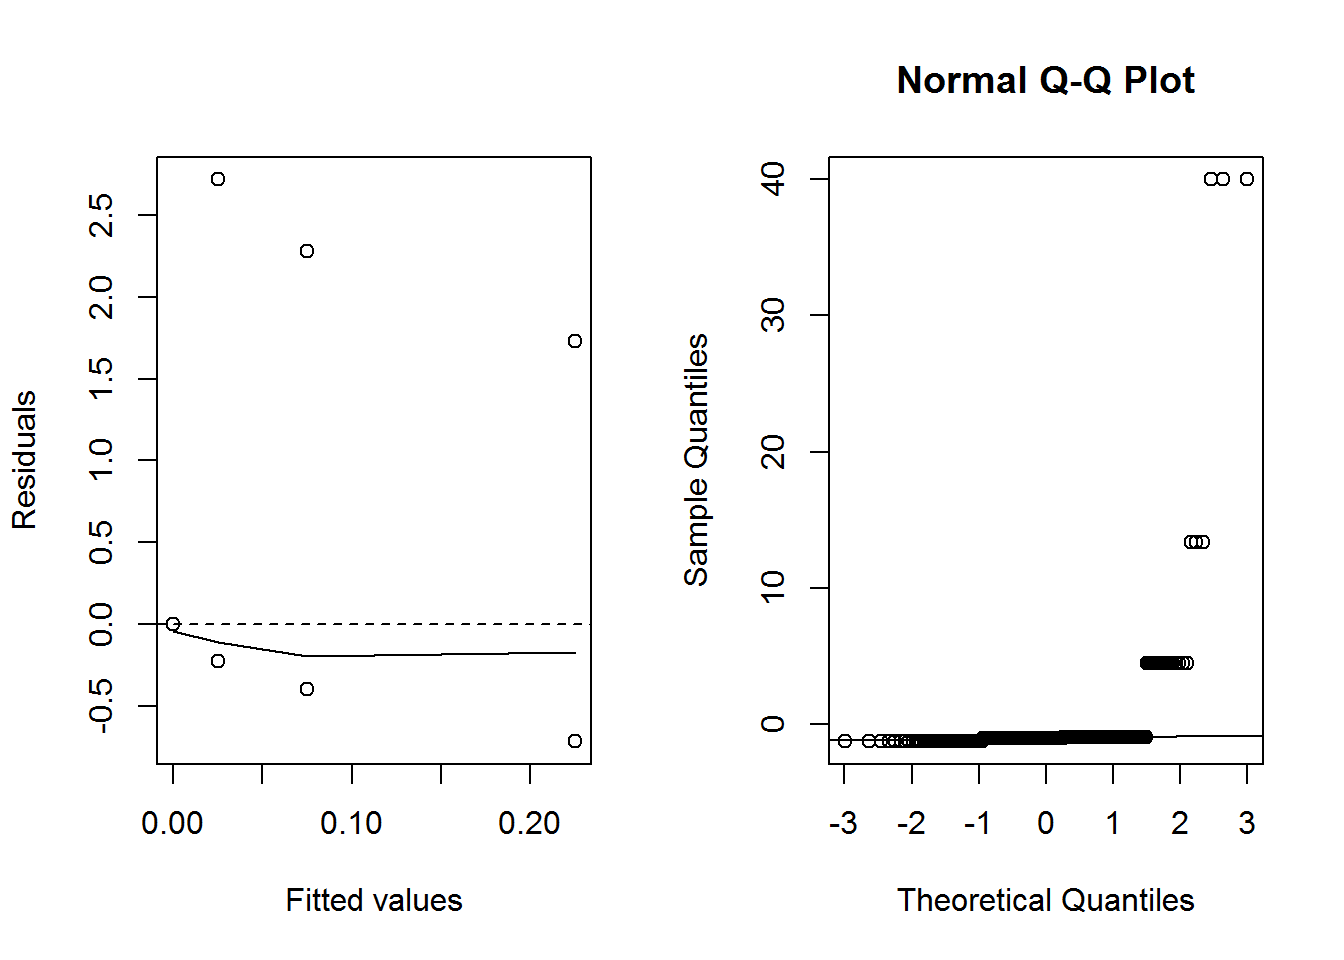 Residuals
2.5
2.0
1.5
1.0
0.5
0.0
-0.5
0.00 0.10 0.20
Fitted values
Normal Q-Q Plot
Sample Quantiles
40
30
20
10
0
-3 -2 -1 0 1 2 3
Theoretical Quantiles